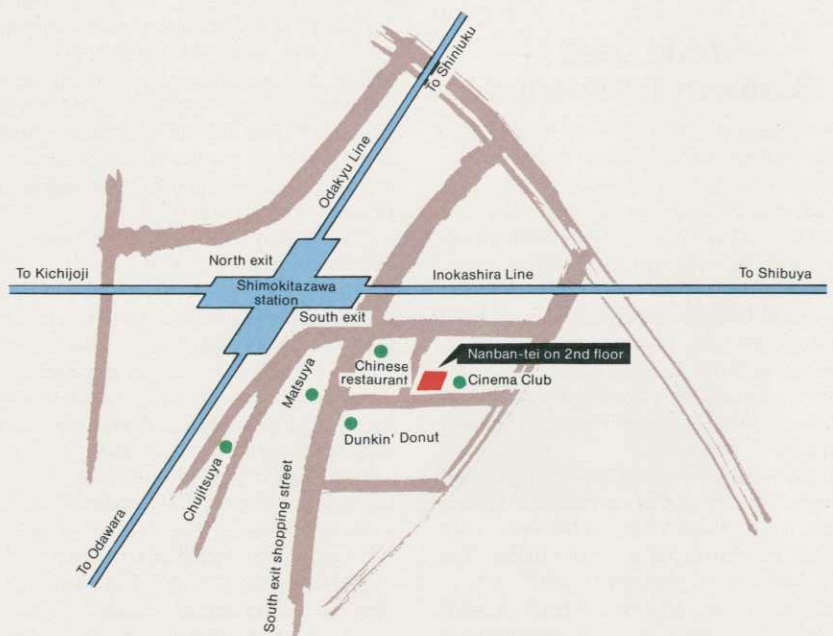 To Shiniuku
Odakyu Line
North exit
To Kichijoji
Shimokitazawa
station
Inokashira Line
To Shibuya
South exit
Nanban-tei on 2nd floor
Chinese
restaurant
Matsuya
Cinema Club
Dunkin' Donut
Chujitsuya
To Odawara
South exit shopping street